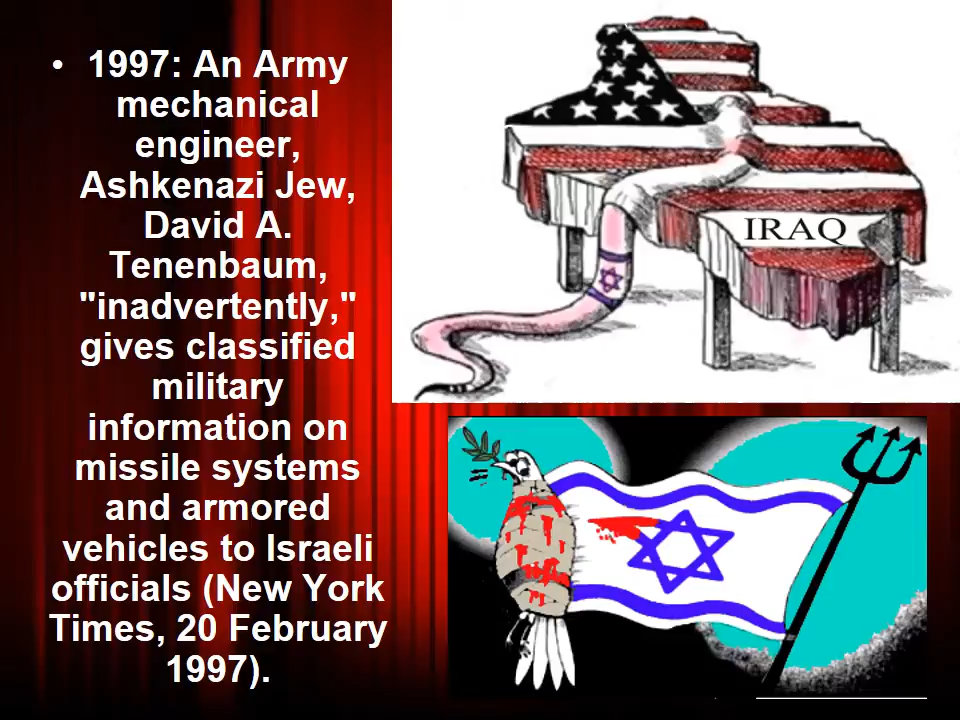 • 1997: An Army
mechanical
engineer,
Ashkenazi Jew,
David A.
Tenenbaum,
"inadvertently,"
gives classified
military
information on
missile systems
and armored
vehicles to Israeli
officials (New York
Times, 20 February
1997).
IRAQ